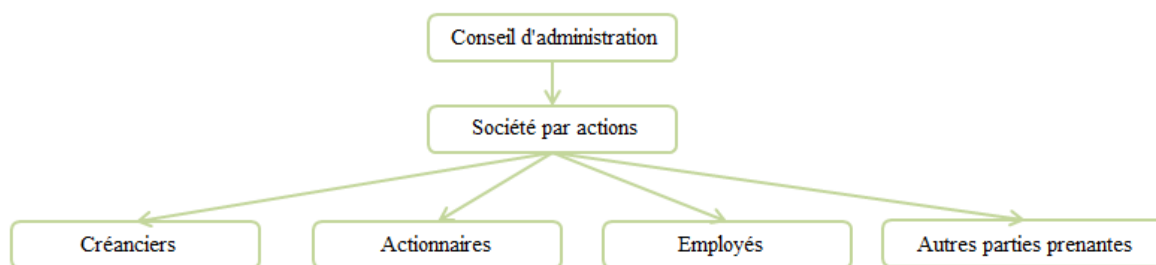 Conseil d'administration
Société par actions
Créanciers
Actionnaires
Employés
Autres parties prenantes